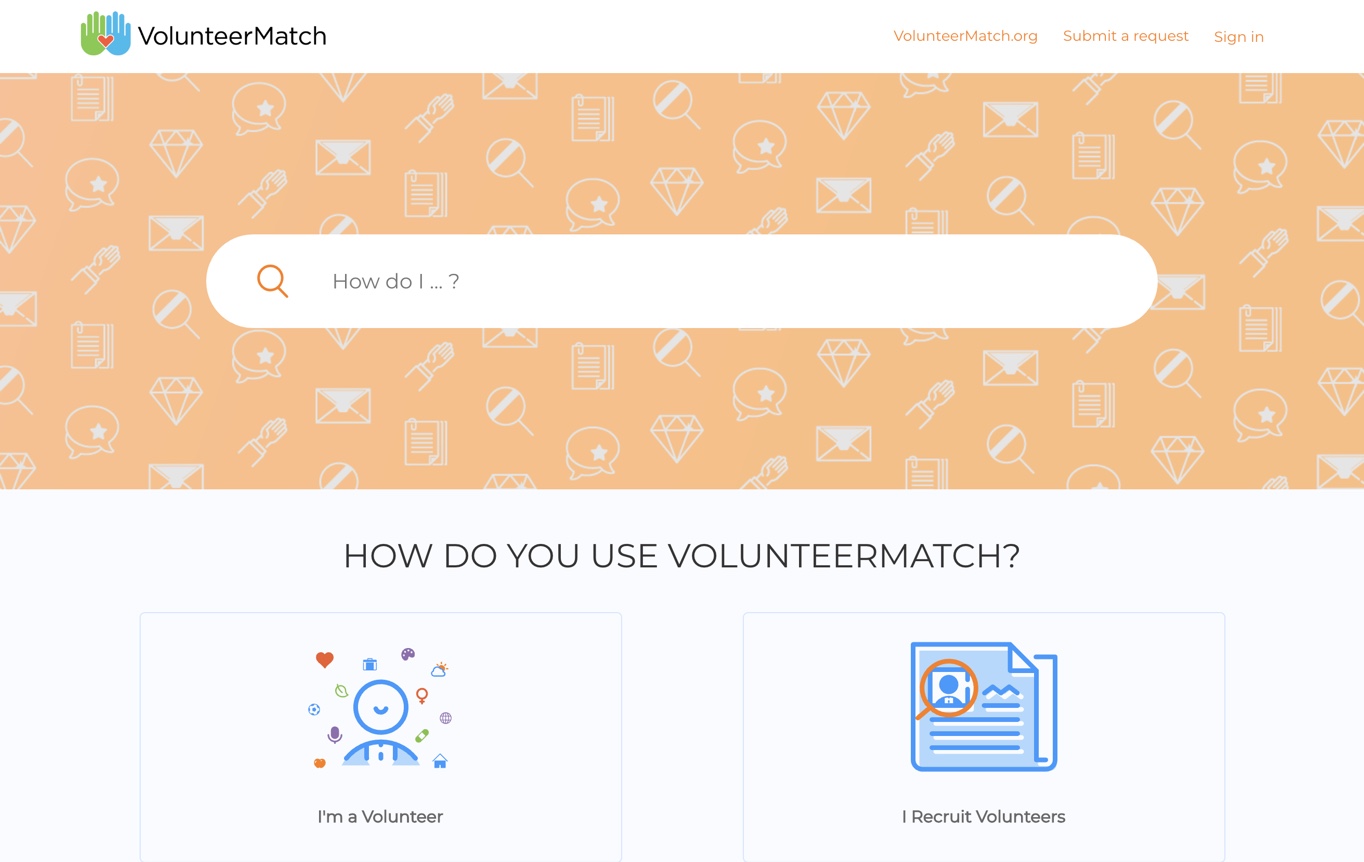 VolunteerMatch
VolunteerMatch.org Submit a request Sign in
How do I ... ?
HOW DO YOU USE VOLUNTEERMATCH?
I'm a Volunteer
I Recruit Volunteers